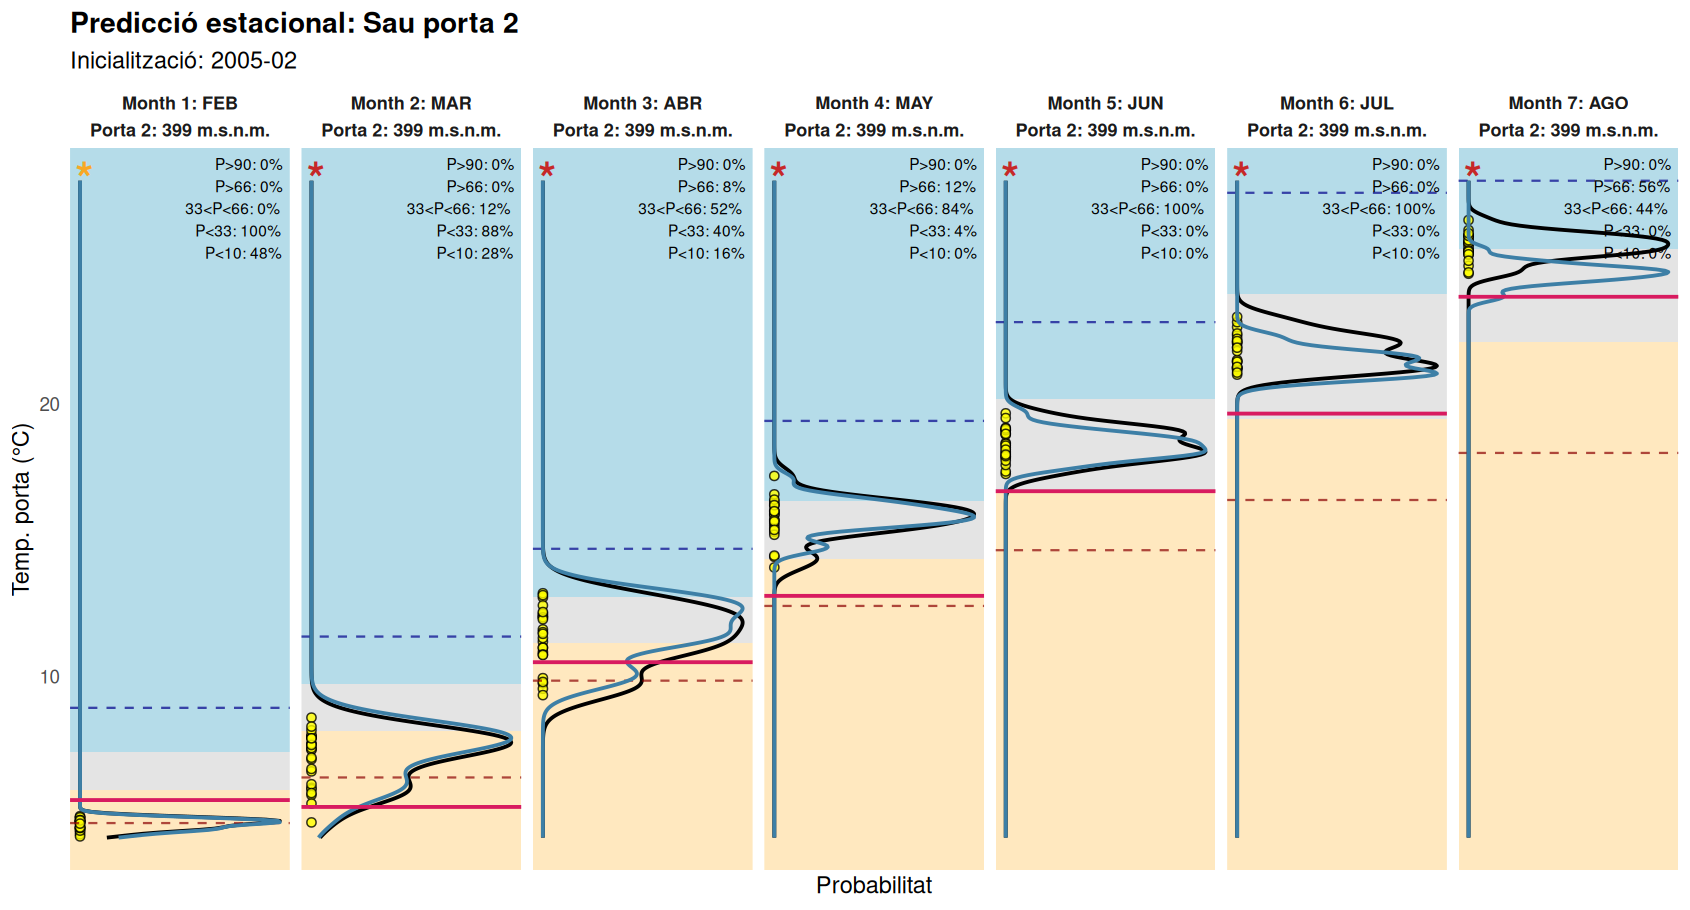 Predicció estacional: Sau porta 2
Inicialització: 2005-02
Month 1: FEB
Porta 2: 399 m.s.n.m.
Month 2: MAR
Porta 2: 399 m.s.n.m.
Month 3: ABR
Porta 2: 399 m.s.n.m.
Month 4: MAY
Porta 2: 399 m.s.n.m.
Month 5: JUN
Porta 2: 399 m.s.n.m.
Month 6: JUL
Porta 2: 399 m.s.n.m.
Month 7: AGO
Porta 2: 399 m.s.n.m.
*
P>90: 0%
P>66: 0%
33<P<66: 0%
P<33: 100%
P<10: 48%
*
P>90: 0%
P>66: 0%
33<P<66: 12%
P<33: 88%
P<10: 28%
*
P>90: 0%
P>66: 8%
33<P<66: 52%
P<33: 40%
P<10: 16%
*
P>90: 0%
P>66: 12%
33<P<66: 84%
P<33: 4%
P<10: 0%
*
P>90: 0%
P>66: 0%
33<P<66: 100%
P<33: 0%
P<10: 0%
*
P>90: 0%
P>66: 0%
33<P<66: 100%
P<33: 0%
P<10: 0%
*
P>90: 0%
P>66: 56%
33<P<66: 44%
P<33: 0%
P<10: 0%
20
10
Temp. porta (°C)
Probabilitat